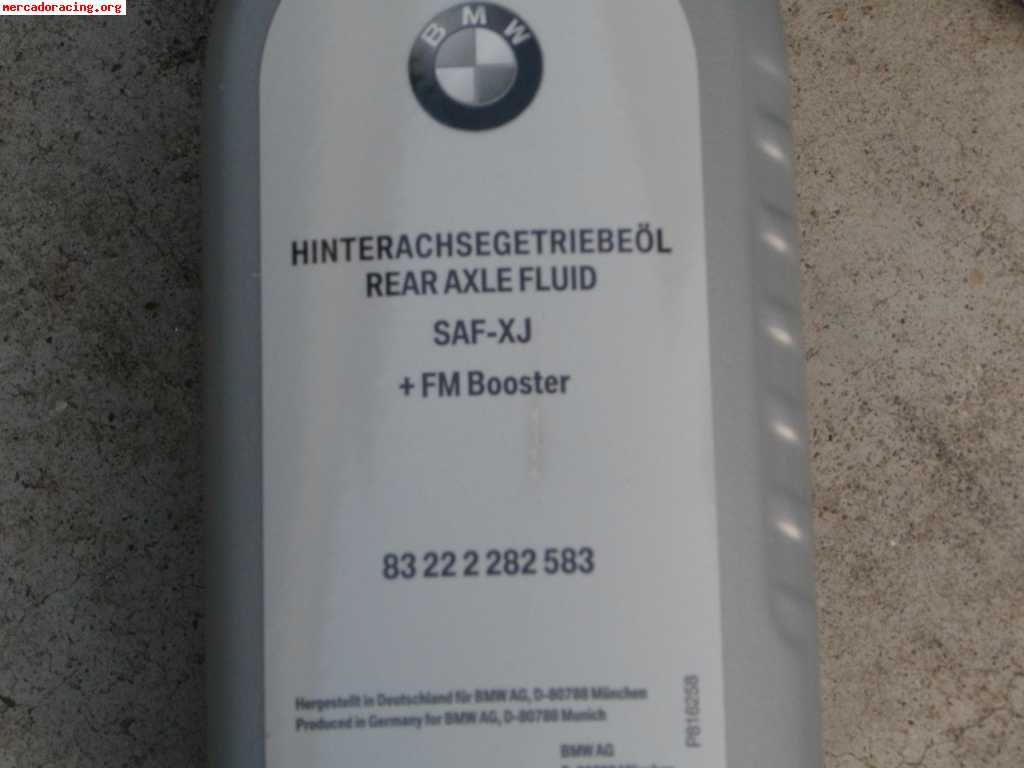 mercadoracing.org
BMW
HINTERACHSEGETRIEBEÖL
REAR AXLE FLUID
SAF-XJ
+ FM Booster
83 22 2 282 583
Hergestellt in Deutschland für BMW AG, D-80788 München
Produced in Germany for BMW AG, D-80788 Munich
BMW AG
P81825B